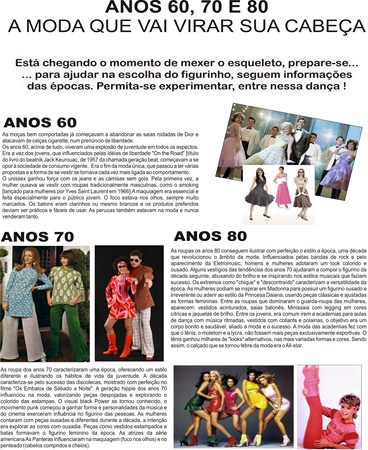 ANOS 60, 70 E 80
A MODA QUE VAI VIRAR SUA CABEÇA
Está chegando o momento de mexer o esqueleto, prepare-se...
... para ajudar na escolha do figurinho, seguem informações
das épocas. Permita-se experimentar, entre nesta dança !
ANOS 60
As moças bem comportadas já começavam a abandonar as saias rodadas de Dior e
atacavam de calças cigarette, num prenúncio de liberdade.
Os anos 60, acima de tudo, viveram uma explosão de juventude em todos os aspectos.
Era a vez dos jovens, que influenciados pelas idéias de liberdade "On the Road" [título
do livro do beatnik Jack Keurouac, de 1957 da chamada geração beat, começavam a se
opor à sociedade de consumo vigente. Era o fim da moda única, que passou a ter várias
propostas e a forma de se vestir se tornava cada vez mais ligada ao comportamento.
O unissex ganhou força com os jeans e as camisas sem gola. Pela primeira vez, a
mulher ousava se vestir com roupas tradicionalmente masculinas, como o smoking
[lançado para mulheres por Yves Saint Laurent em 1966].A maquiagem era essencial e
feita especialmente para o público jovem. O foco estava nos olhos, sempre muito
marcados. Os batons eram clarinhos ou mesmo brancos e os produtos preferidos
deviam ser práticos e fáceis de usar. As perucas também estavam na moda e nunca
venderam tanto.
ANOS 70
As roupa dos anos 70 caracterizaram uma época, oferecendo um estilo
diferente e ilustrando os hábitos de vida da juventude. A década
caracteriza-se pelo sucesso das discotecas, mostrado com perfeição no filme
"Os Embalos de Sábado a Noite". A geração hippie dos anos 70
influenciou na moda, valorizando peças despojadas e explorando o
colorido das estampas. O visual black Power se tornou conhecido, o
movimento punk começou a ganhar forma e personalidades da música e
do cinema exerceram influência no figurino das pessoas. As mulheres
contaram com peças ousadas e diferentes durante a década, a intenção
era explorar as cores com ousadia. Peças como vestidos estampados e
batas formavam o figurino feminino da época. As atrizes da série
americana As Panteras influenciaram na maquiagem (foco nos olhos) e no
penteado (cabelos compridos e cheios).
ANOS 80
As roupas os anos 80 conseguem ilustrar com perfeição o estilo a época, uma década
que revolucionou o âmbito da moda. Influenciados pelas bandas de rock e pelo
aparecimento da Eletromusic, homens e mulheres adotaram um look colorido e
ousado. Alguns vestígios das tendências dos anos 70 ajudaram a compor o figurino da
década seguinte, abusando do brilho e se inspirando nos estilos musicais que faziam
sucesso. Os extremos como "chique" e "descontraído" caracterizam a versatilidade da
época. As mulheres podiam se inspirar em Madonna para possuir um figurino ousado e
irreverente ou aderir ao estilo da Princesa Daiana, usando peças clássicas e ajustadas
as formas femininas. Entre as roupas que dominaram o guarda-roupa das mulheres,
aparecem: vestidos acinturados, saias balonês, Minissaia com legging em cores
cítricas e jaquetas de brilho. Entre os jovens, era comum irem a academias para aulas
de dança com música ritmadas, vestidos com collants e polainas, o objetivo era um
corpo bonito e saudável, aliado a moda e o sucesso. A moda das academias fez com
que o tênis, o moletom e a lycra, não fossem mais peças exclusivamente esportivas. O
tênis ganhou milhares de "looks" alternativos, nas mais variadas formas e cores. Sendo
assim, o calçado que se tornou febre da moda era o All-star.